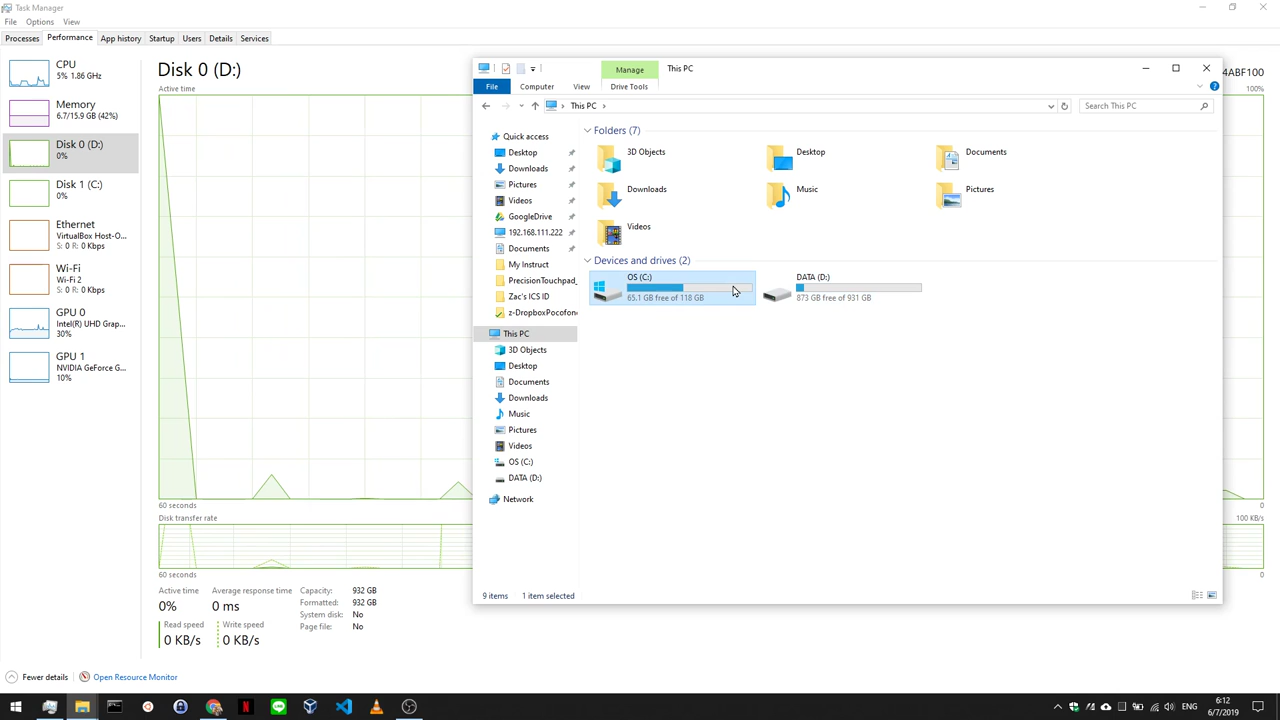 Task Manager
File Options View
Processes Performance App history Startup Users Details Services
CPU
5% 1.86 GHz
Memory
6.7/15.9 GB (42%)
Disk 0 (D:)
0%
Disk 1 (C:)
0%
Ethernet
VirtualBox Host-O...
S: 0 R: 0 Kbps
Wi-Fi
Wi-Fi 2
S: 0 R: 0 Kbps
GPU 0
Intel(R) UHD Grap...
30%
GPU 1
NVIDIA GeForce G...
10%
Disk 0 (D:)
4ABF100
Active time
100%
60 seconds
0
Disk transfer rate
100 KB/s
60 seconds
0
Active time
0%
Average response time
0 ms
Read speed
0 KB/s
Write speed
0 KB/s
Capacity: 932 GB
Formatted: 932 GB
System disk: No
Page file: No
Fewer details
Open Resource Monitor
Manage This PC
File Computer View Drive Tools
This PC
Search This PC
Quick access
Desktop
Downloads
Pictures
Videos
GoogleDrive
192.168.111.222
Documents
My Instruct
PrecisionTouchpad_
Zac's ICS ID
z-DropboxPocofon
This PC
3D Objects
Desktop
Documents
Downloads
Music
Pictures
Videos
OS (C:)
DATA (D:)
Network
Folders (7)
3D Objects
Desktop
Documents
Downloads
Music
Pictures
Videos
Devices and drives (2)
OS (C:)
65.1 GB free of 118 GB
DATA (D:)
873 GB free of 931 GB
9 items 1 item selected
ENG
6:12
6/7/2019